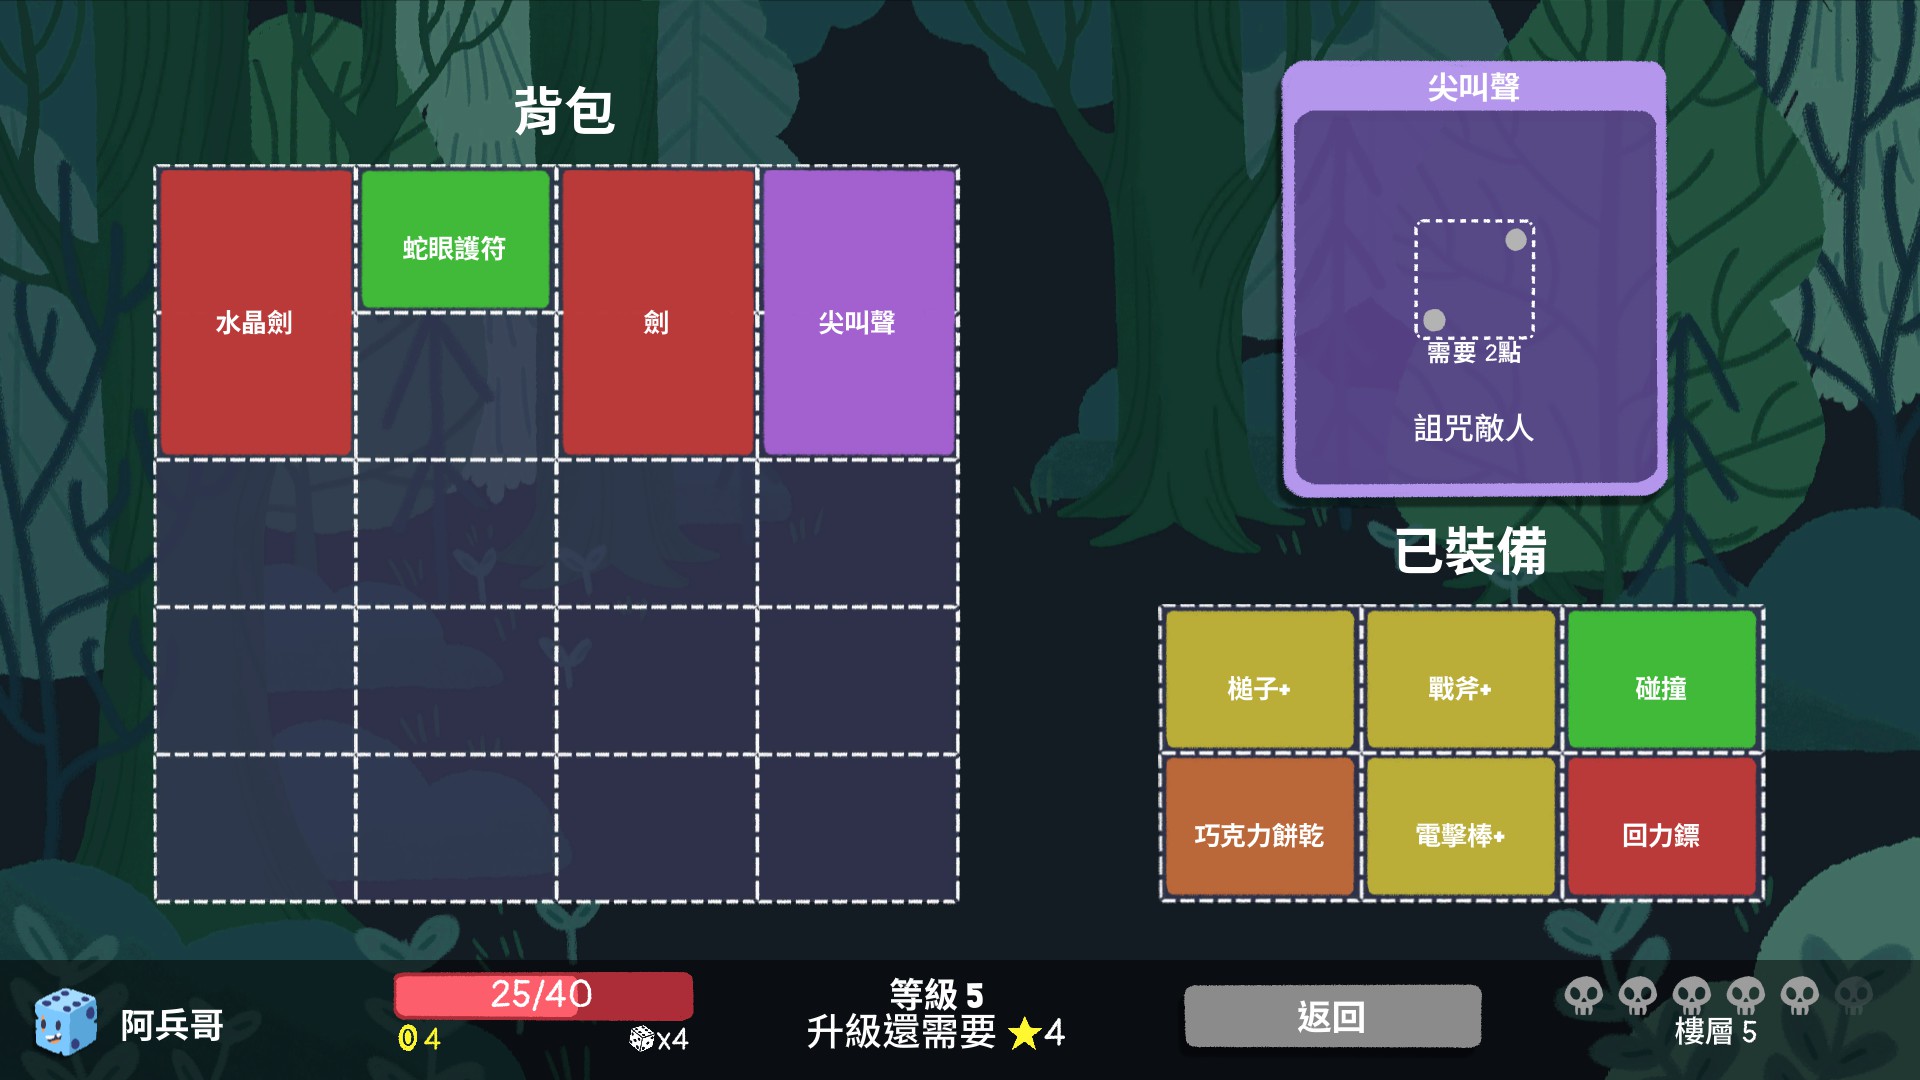 背包
水晶劍
蛇眼護符
劍
尖叫聲
尖叫聲
需要 2點
詛咒敵人
已裝備
槌子+
戰斧+
碰撞
巧克力餅乾
電擊棒+
回力鏢
阿兵哥
25/40
4
x4
等級 5
升級還需要 4
返回
樓層 5